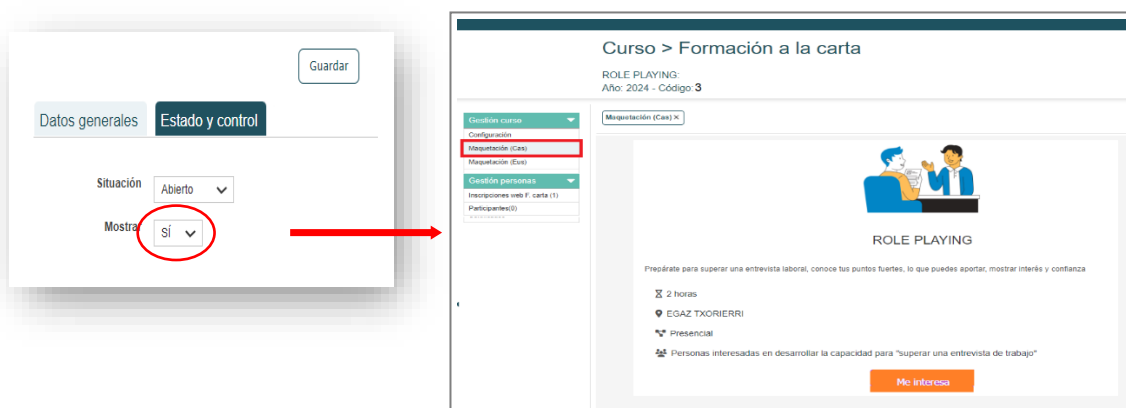 Guardar
Datos generales
Estado y control
Situación
Abierto
Mostrar
SÍ
Curso > Formación a la carta
ROLE PLAYING:
Año: 2024 - Código: 3
Gestión curso
Configuración
Maquetación (Cas)
Maquetación (Eus)
Gestión personas
Inscripciones web F. carta (1)
Participantes(0)
Maquetación (Cas) ×
ROLE PLAYING
Prepárate para superar una entrevista laboral, conoce tus puntos fuertes, lo que puedes aportar, mostrar interés y confianza
2 horas
EGAZ TXORIERRI
Presencial
Personas interesadas en desarrollar la capacidad para "superar una entrevista de trabajo"
Me interesa